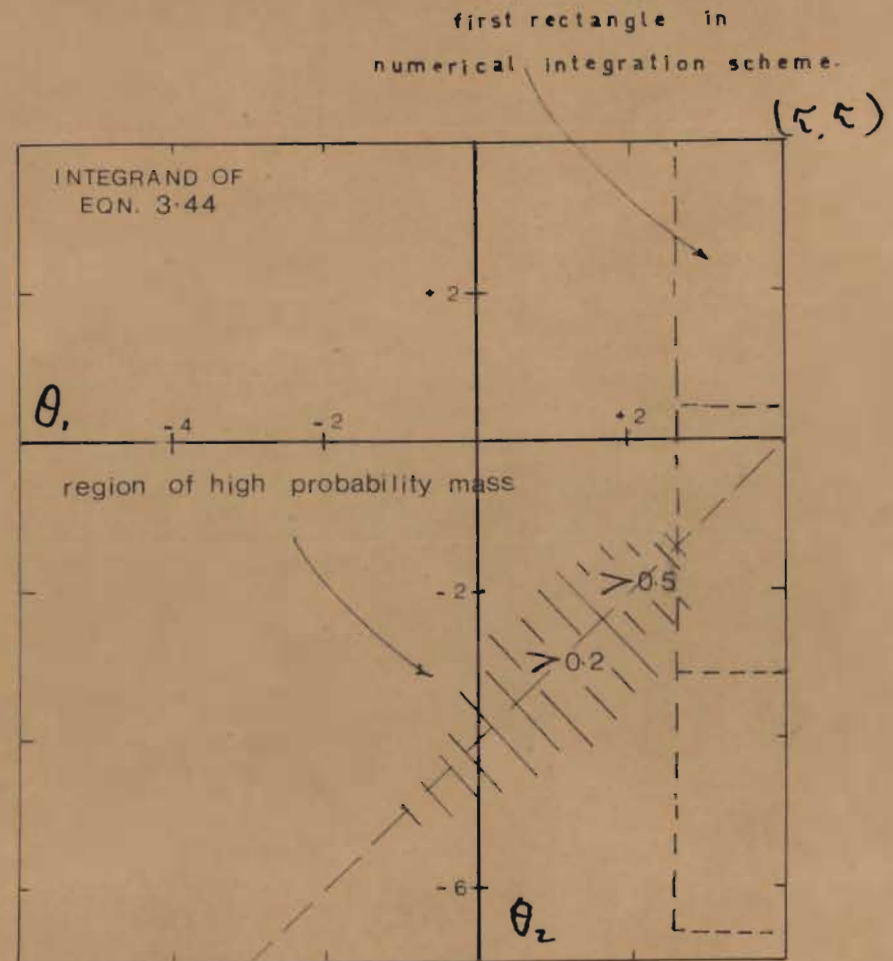 first rectangle in
numerical integration scheme.
(τ, τ)
INTEGRAND OF
EQN. 3·44
+ 2
θ₁
-4
-2
+2
region of high probability mass
-2
>0·5
>0·2
-6
θ₂